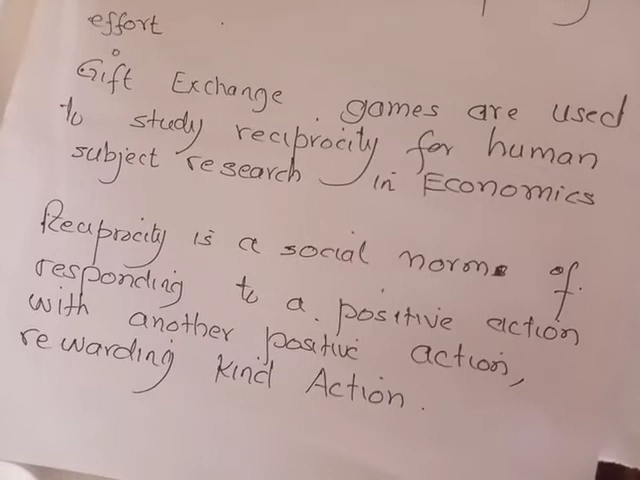 effort
Gift Exchange games are used
to study reciprocity for human
subject research in Economics
Reciprocity is a social norm of
responding to a positive action
with another positive action,
rewarding kind Action.